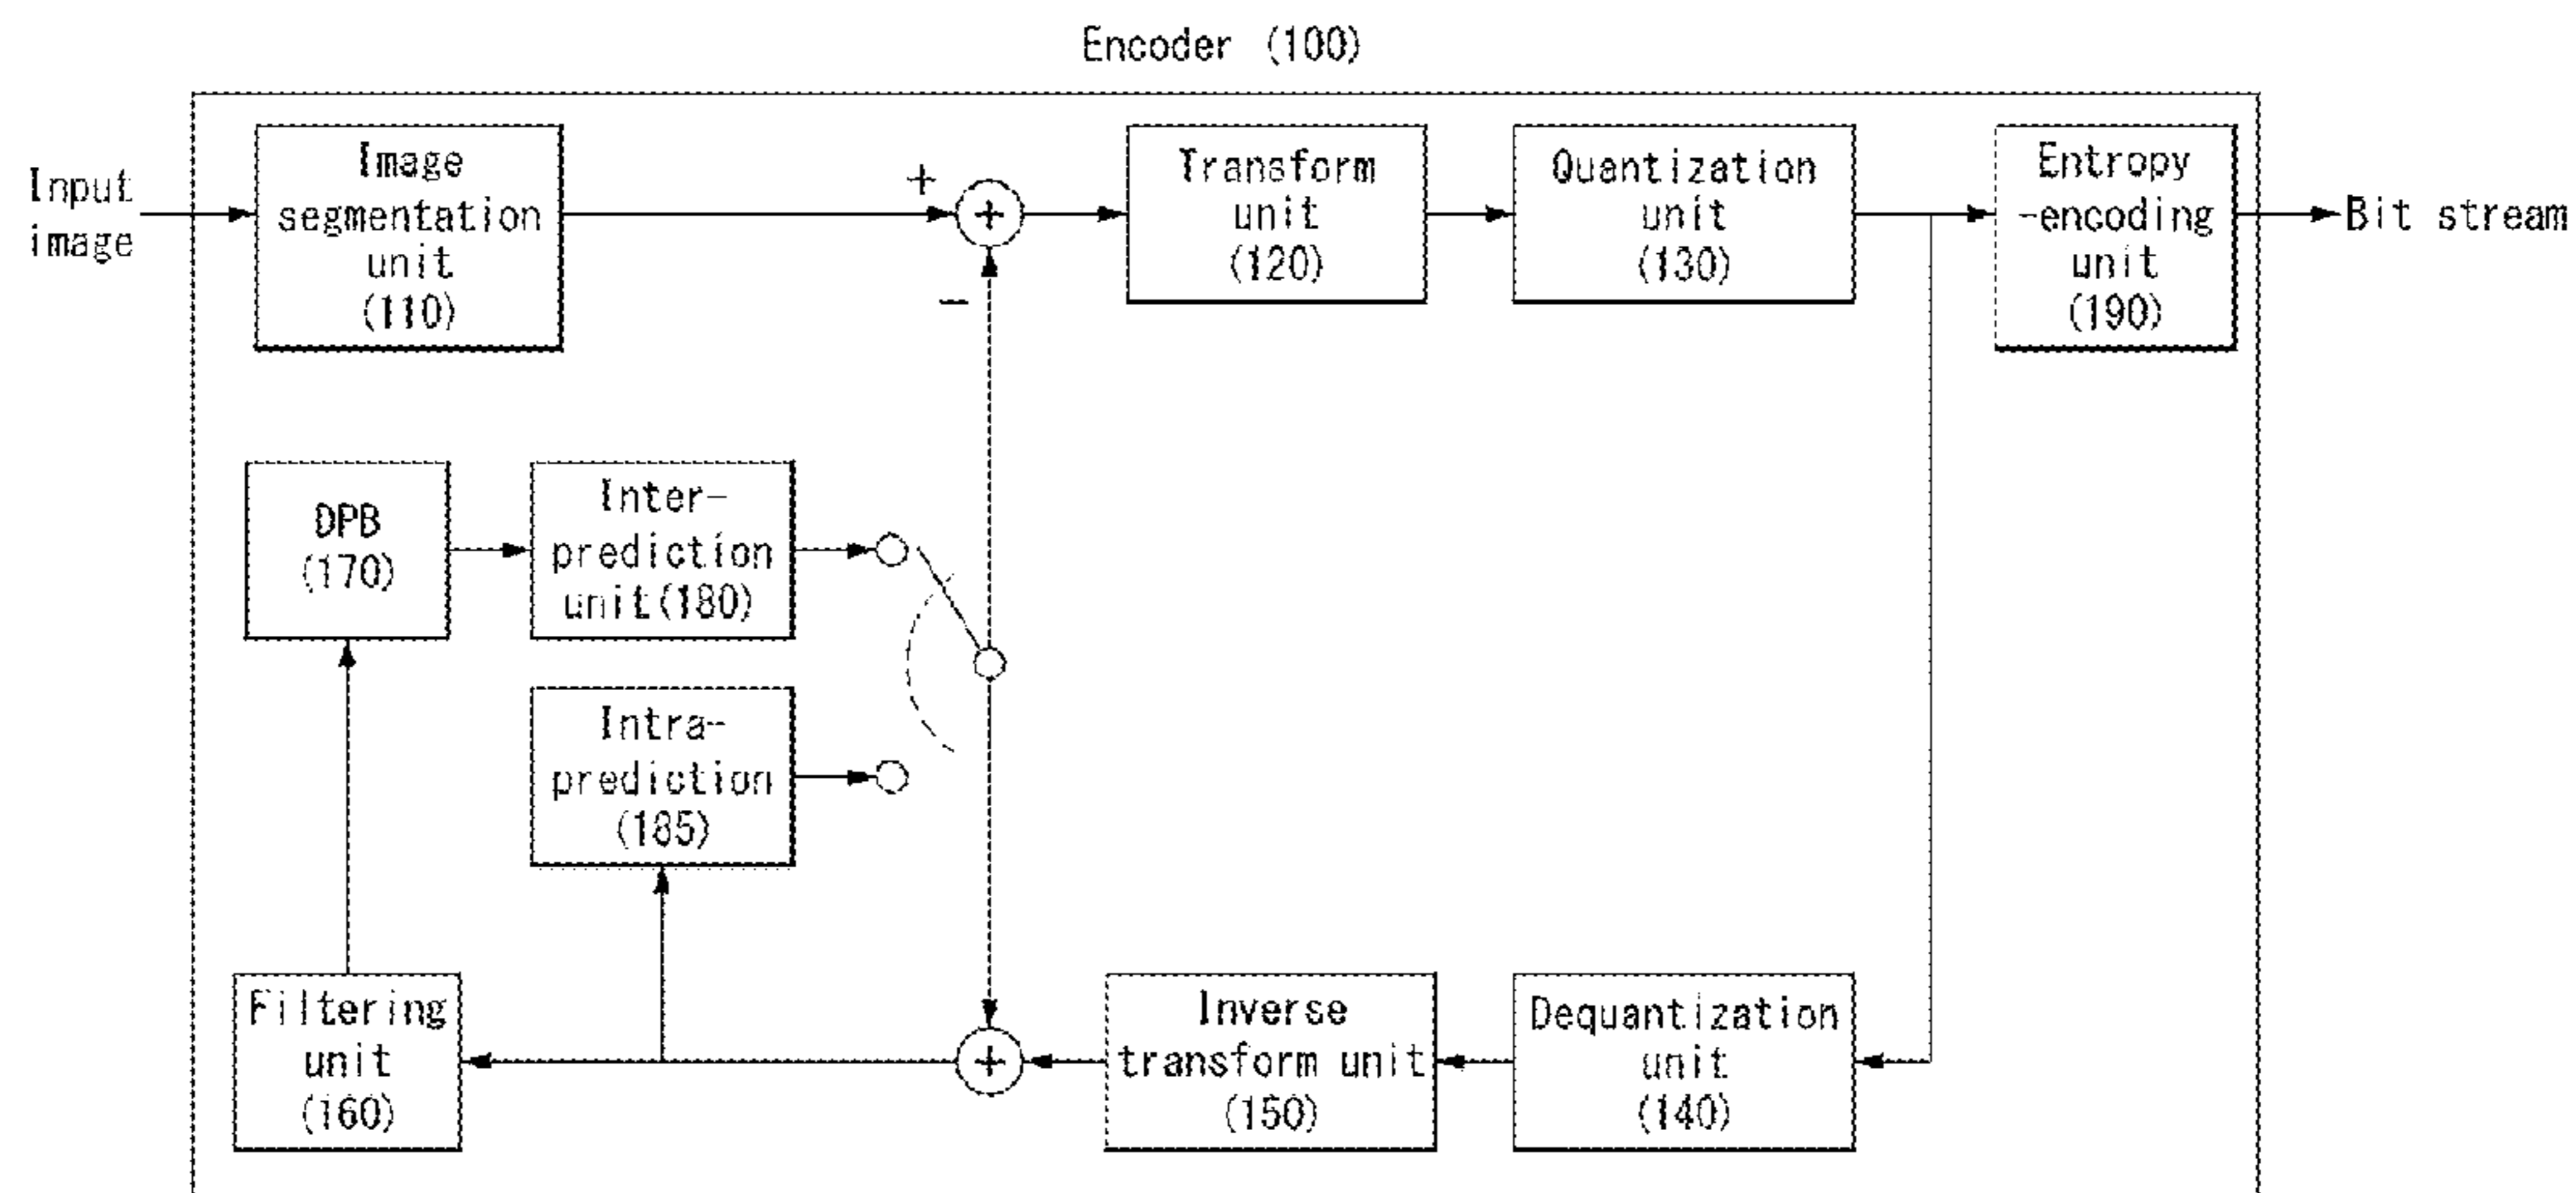 Encoder (100)
Input
image
Image
segmentation
unit
(110)
+
+
−
Transform
unit
(120)
Quantization
unit
(130)
Entropy
-encoding
unit
(190)
Bit stream
DPB
(170)
Inter-
prediction
unit(180)
Intra-
prediction
(185)
Filtering
unit
(160)
+
Inverse
transform unit
(150)
Dequantization
unit
(140)